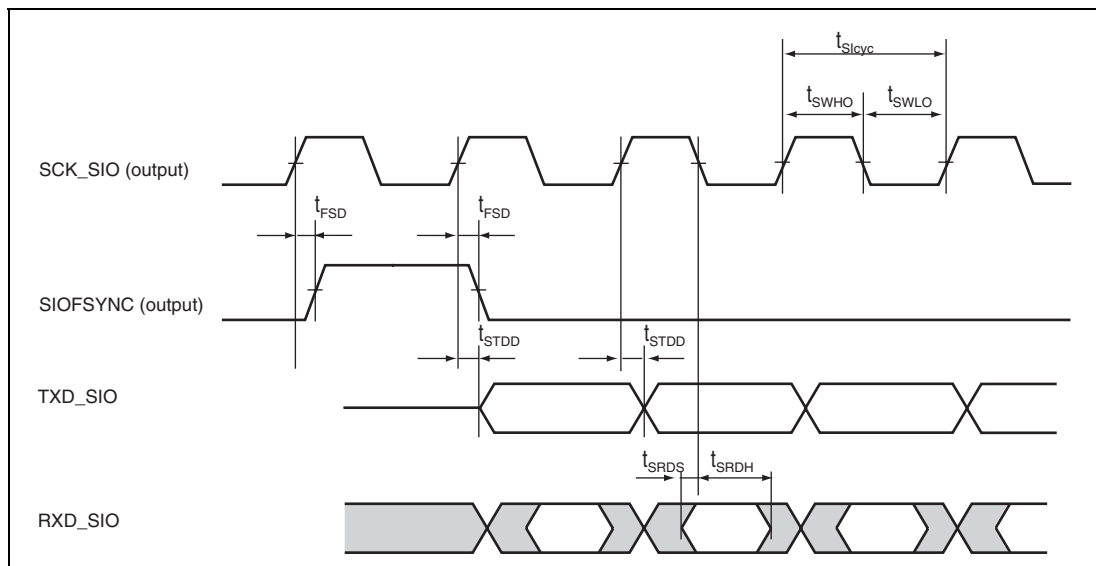 tSIcyc
tSWHO tSWLO
SCK_SIO (output)
tFSD tFSD
SIOFSYNC (output)
tSTDD tSTDD
TXD_SIO
tSRDS tSRDH
RXD_SIO